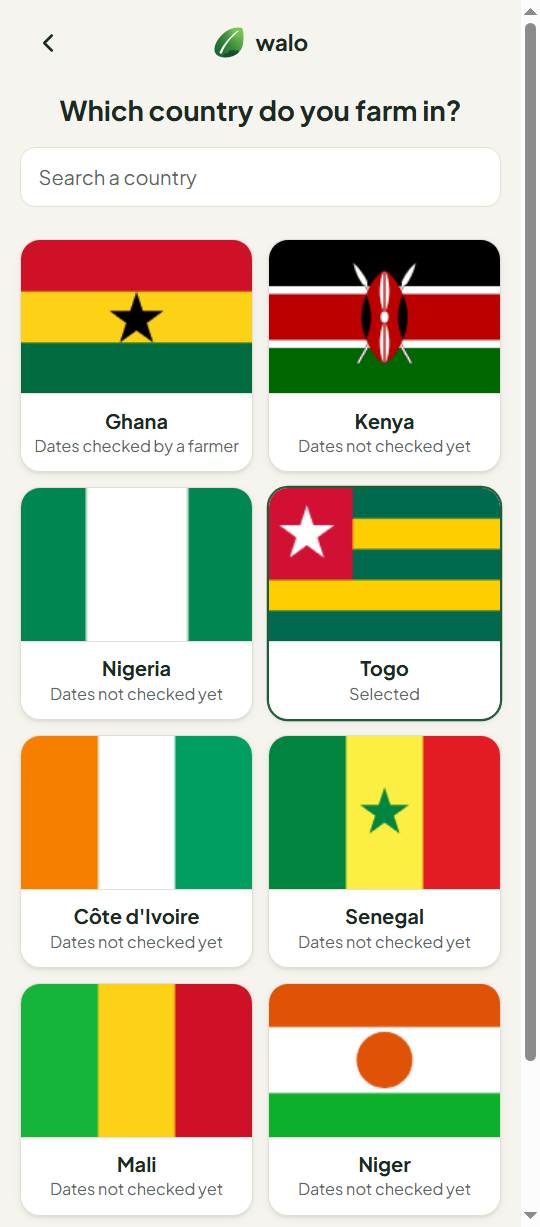 walo
Which country do you farm in?
Search a country
Ghana
Dates checked by a farmer
Kenya
Dates not checked yet
Nigeria
Dates not checked yet
Togo
Selected
Côte d'Ivoire
Dates not checked yet
Senegal
Dates not checked yet
Mali
Dates not checked yet
Niger
Dates not checked yet